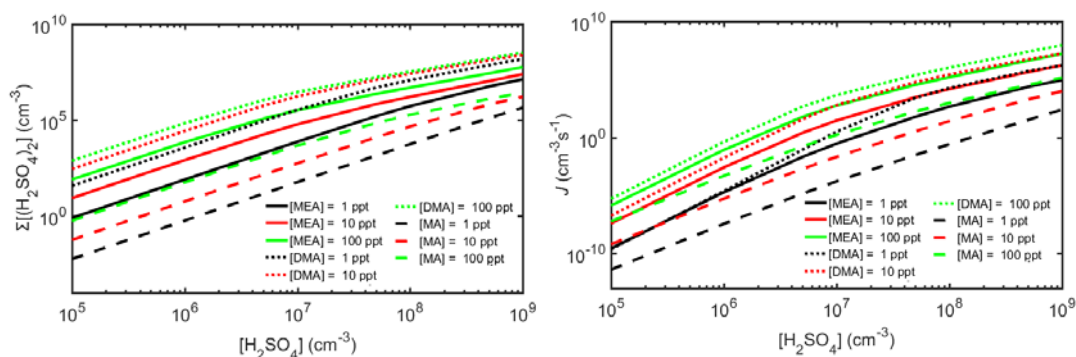 10^10
10^5
10^0
Σ[(H₂SO₄)₂] (cm⁻³)
[MEA] = 1 ppt
[MEA] = 10 ppt
[MEA] = 100 ppt
[DMA] = 1 ppt
[DMA] = 10 ppt
[DMA] = 100 ppt
[MA] = 1 ppt
[MA] = 10 ppt
[MA] = 100 ppt
10^5 10^6 10^7 10^8 10^9
[H₂SO₄] (cm⁻³)
10^10
10^0
10^-10
J (cm⁻³s⁻¹)
[MEA] = 1 ppt
[MEA] = 10 ppt
[MEA] = 100 ppt
[DMA] = 1 ppt
[DMA] = 10 ppt
[DMA] = 100 ppt
[MA] = 1 ppt
[MA] = 10 ppt
[MA] = 100 ppt
10^5 10^6 10^7 10^8 10^9
[H₂SO₄] (cm⁻³)